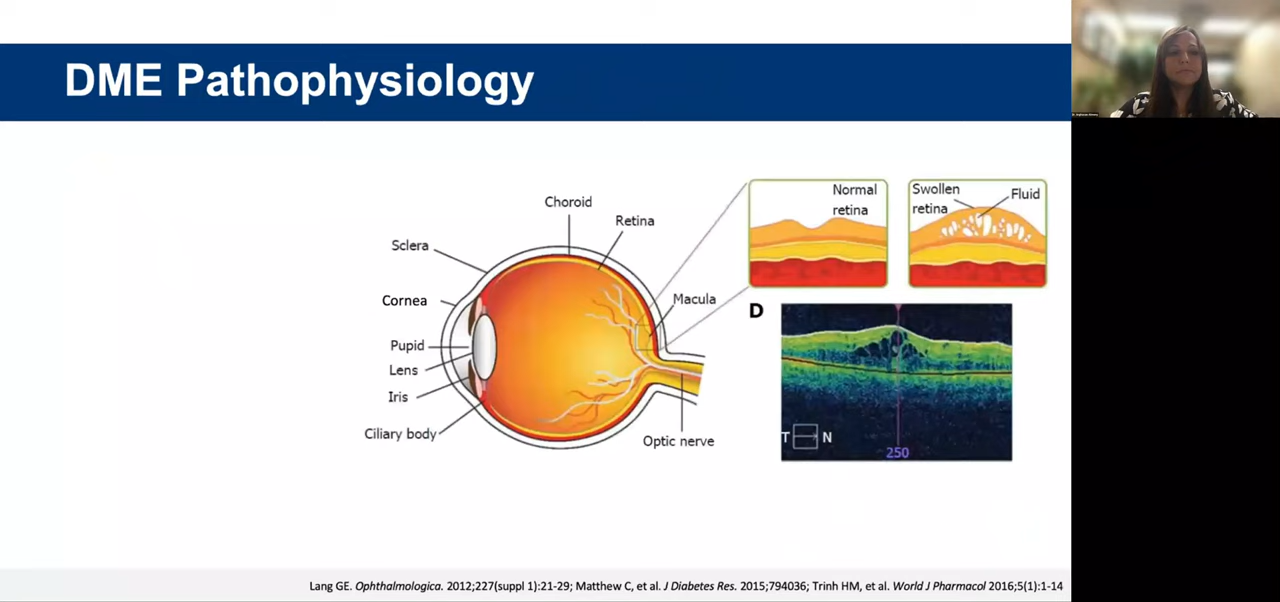 DME Pathophysiology
Choroid
Retina
Sclera
Cornea
Macula
Pupid
Lens
Iris
Ciliary body
Optic nerve
Normal
retina
Swollen
retina
Fluid
D
T N
250
Lang GE. Ophthalmologica. 2012;227(suppl 1):21-29; Matthew C, et al. J Diabetes Res. 2015;794036; Trinh HM, et al. World J Pharmacol 2016;5(1):1-14